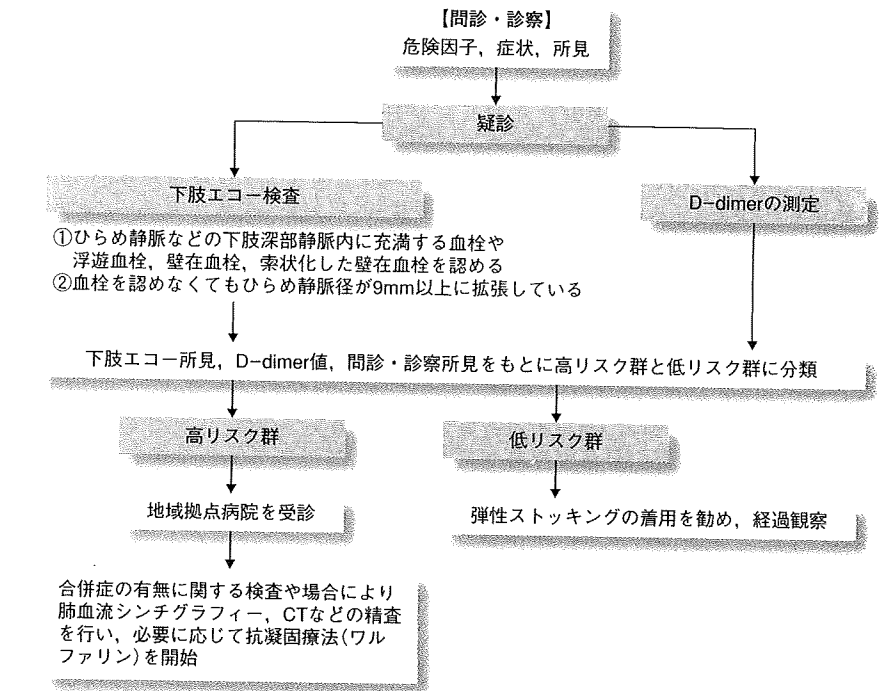 【問診・診察】
危険因子，症状，所見
疑診
下肢エコー検査
D-dimerの測定
①ひらめ静脈などの下肢深部静脈内に充満する血栓や
浮遊血栓，壁在血栓，索状化した壁在血栓を認める
②血栓を認めなくてもひらめ静脈径が9mm以上に拡張している
下肢エコー所見，D-dimer値，問診・診察所見をもとに高リスク群と低リスク群に分類
高リスク群
低リスク群
地域拠点病院を受診
弾性ストッキングの着用を勧め，経過観察
合併症の有無に関する検査や場合により
肺血流シンチグラフィー，CTなどの精査
を行い，必要に応じて抗凝固療法(ワル
ファリン)を開始